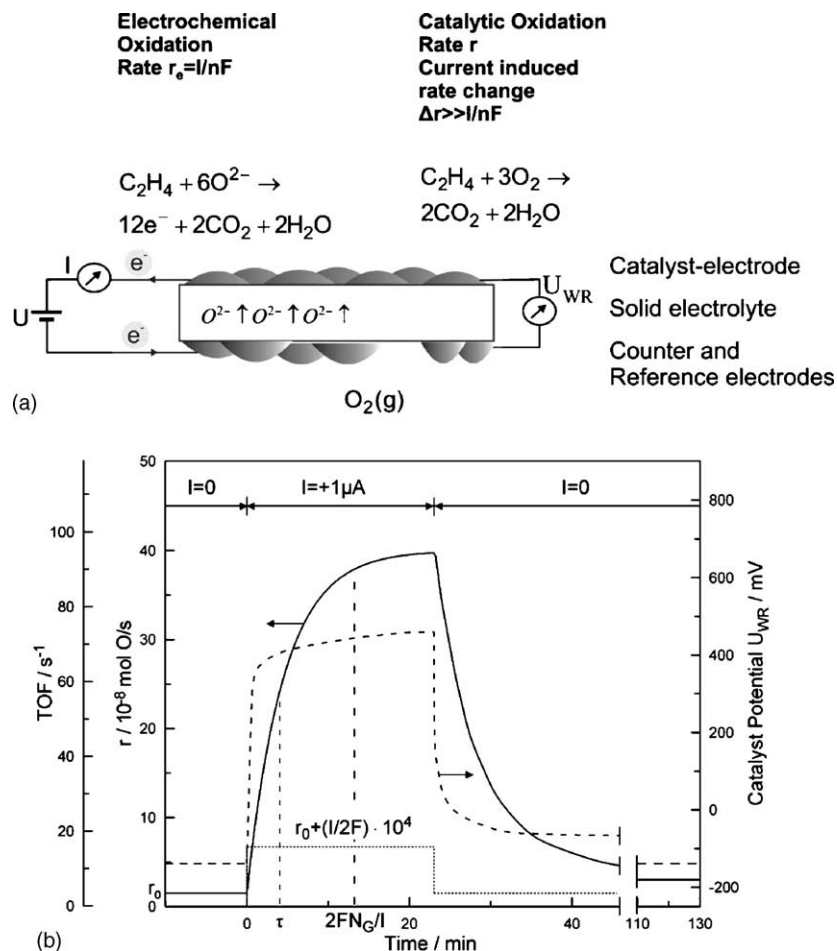 Electrochemical
Oxidation
Rate rₑ=I/nF
Catalytic Oxidation
Rate r
Current induced
rate change
Δr>>I/nF
C₂H₄ + 6O²⁻ →
12e⁻ + 2CO₂ + 2H₂O
C₂H₄ + 3O₂ →
2CO₂ + 2H₂O
I
e⁻
U_WR
Catalyst-electrode
U
O²⁻ ↑ O²⁻ ↑ O²⁻ ↑
Solid electrolyte
e⁻
Counter and
Reference electrodes
(a)
O₂(g)
50
I=0
I=+1μA
I=0
800
100
40
600
80
30
400
60
TOF / s⁻¹
r / 10⁻⁸ mol O/s
Catalyst Potential U_WR / mV
20
200
40
10
0
20
r₀+(I/2F) · 10⁴
r₀
-200
0
0
0
τ
2FN_G/I
20
40
110
130
(b)
Time / min